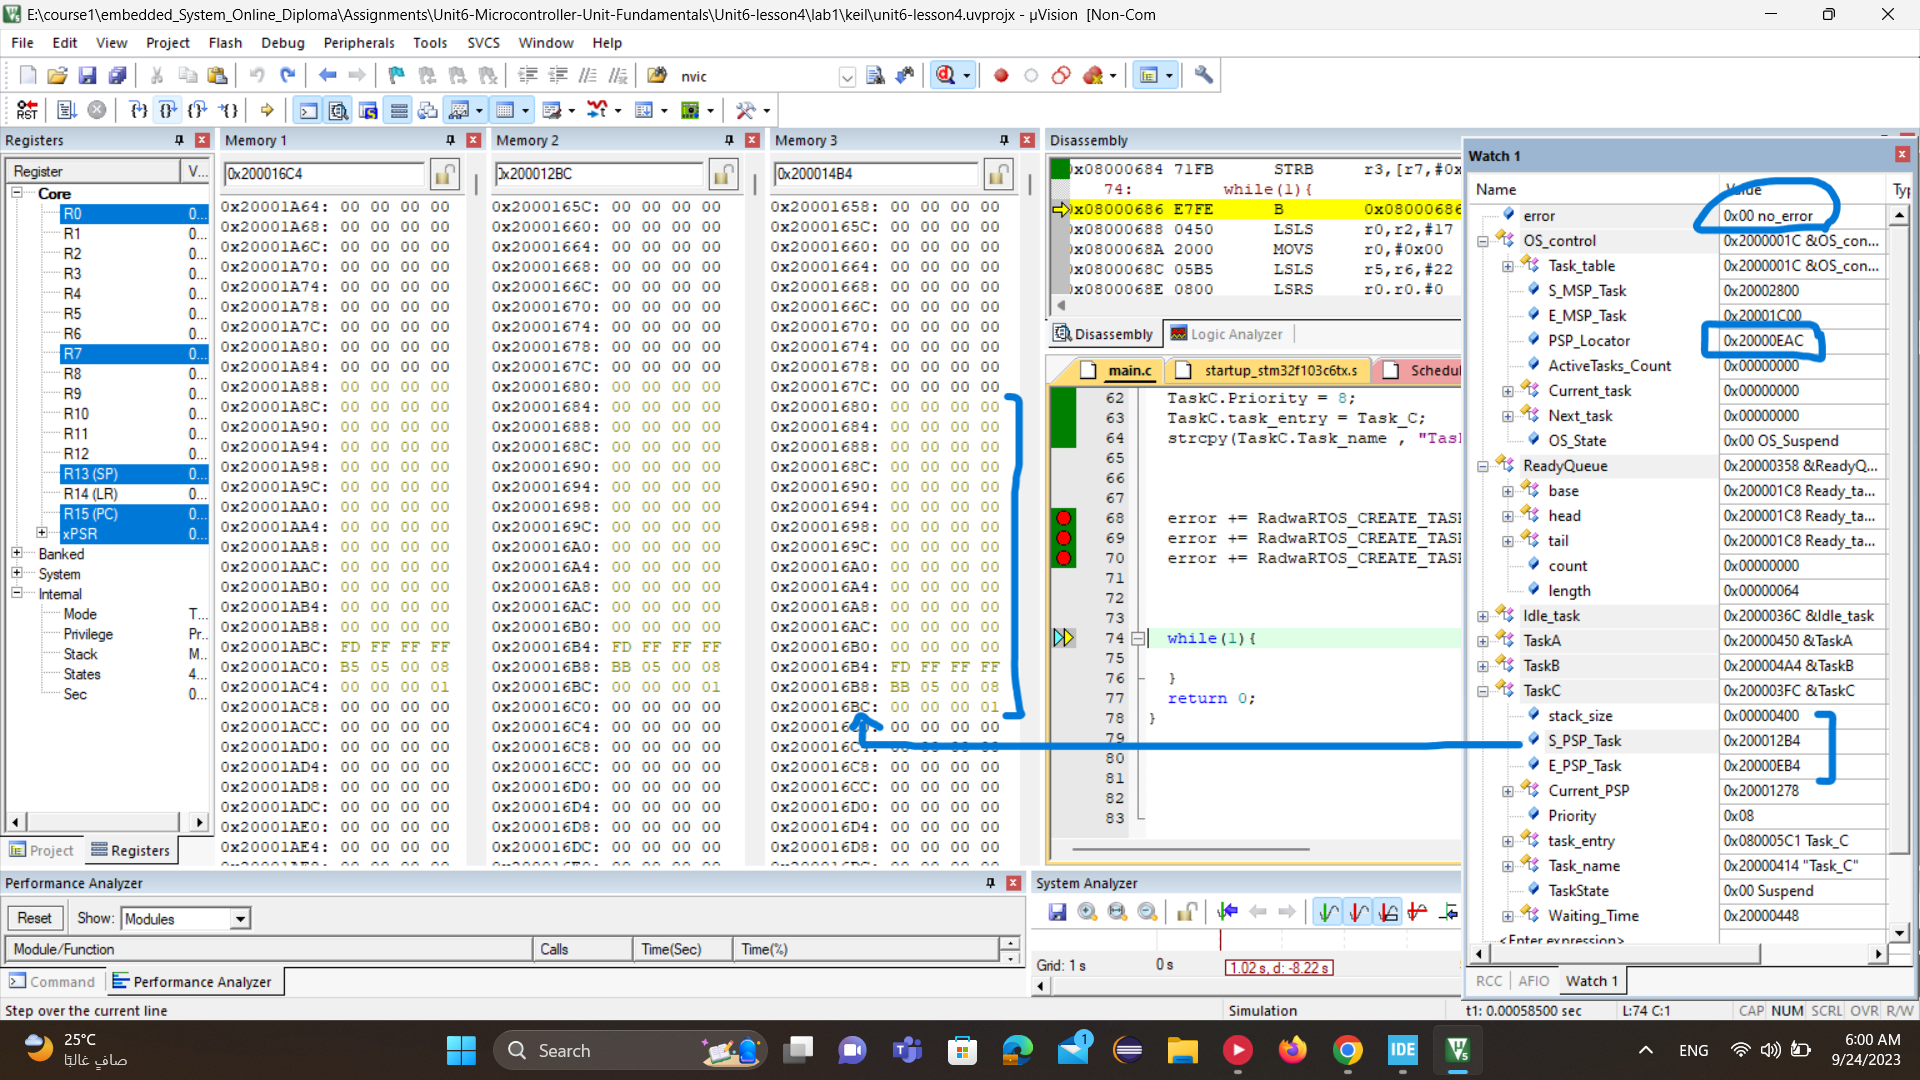 E:\course1\embedded_System_Online_Diploma\Assignments\Unit6-Microcontroller-Unit-Fundamentals\Unit6-lesson4\lab1\keil\unit6-lesson4.uvprojx - µVision [Non-Com
File Edit View Project Flash Debug Peripherals Tools SVCS Window Help
nvic
RST
Registers
Register V...
Core
R0 0...
R1 0...
R2 0...
R3 0...
R4 0...
R5 0...
R6 0...
R7 0...
R8 0...
R9 0...
R10 0...
R11 0...
R12 0...
R13 (SP) 0...
R14 (LR) 0...
R15 (PC) 0...
xPSR 0...
Banked
System
Internal
Mode T...
Privilege Pr...
Stack M...
States 4...
Sec 0...
Project Registers
Memory 1
0x200016C4
0x20001A64: 00 00 00 00
0x20001A68: 00 00 00 00
0x20001A6C: 00 00 00 00
0x20001A70: 00 00 00 00
0x20001A74: 00 00 00 00
0x20001A78: 00 00 00 00
0x20001A7C: 00 00 00 00
0x20001A80: 00 00 00 00
0x20001A84: 00 00 00 00
0x20001A88: 00 00 00 00
0x20001A8C: 00 00 00 00
0x20001A90: 00 00 00 00
0x20001A94: 00 00 00 00
0x20001A98: 00 00 00 00
0x20001A9C: 00 00 00 00
0x20001AA0: 00 00 00 00
0x20001AA4: 00 00 00 00
0x20001AA8: 00 00 00 00
0x20001AAC: 00 00 00 00
0x20001AB0: 00 00 00 00
0x20001AB4: 00 00 00 00
0x20001AB8: 00 00 00 00
0x20001ABC: FD FF FF FF
0x20001AC0: B5 05 00 08
0x20001AC4: 00 00 00 01
0x20001AC8: 00 00 00 00
0x20001ACC: 00 00 00 00
0x20001AD0: 00 00 00 00
0x20001AD4: 00 00 00 00
0x20001AD8: 00 00 00 00
0x20001ADC: 00 00 00 00
0x20001AE0: 00 00 00 00
0x20001AE4: 00 00 00 00
Memory 2
0x200012BC
0x2000165C: 00 00 00 00
0x20001660: 00 00 00 00
0x20001664: 00 00 00 00
0x20001668: 00 00 00 00
0x2000166C: 00 00 00 00
0x20001670: 00 00 00 00
0x20001674: 00 00 00 00
0x20001678: 00 00 00 00
0x2000167C: 00 00 00 00
0x20001680: 00 00 00 00
0x20001684: 00 00 00 00
0x20001688: 00 00 00 00
0x2000168C: 00 00 00 00
0x20001690: 00 00 00 00
0x20001694: 00 00 00 00
0x20001698: 00 00 00 00
0x2000169C: 00 00 00 00
0x200016A0: 00 00 00 00
0x200016A4: 00 00 00 00
0x200016A8: 00 00 00 00
0x200016AC: 00 00 00 00
0x200016B0: 00 00 00 00
0x200016B4: FD FF FF FF
0x200016B8: BB 05 00 08
0x200016BC: 00 00 00 01
0x200016C0: 00 00 00 00
0x200016C4: 00 00 00 00
0x200016C8: 00 00 00 00
0x200016CC: 00 00 00 00
0x200016D0: 00 00 00 00
0x200016D4: 00 00 00 00
0x200016D8: 00 00 00 00
0x200016DC: 00 00 00 00
Memory 3
0x200014B4
0x20001658: 00 00 00 00
0x2000165C: 00 00 00 00
0x20001660: 00 00 00 00
0x20001664: 00 00 00 00
0x20001668: 00 00 00 00
0x2000166C: 00 00 00 00
0x20001670: 00 00 00 00
0x20001674: 00 00 00 00
0x20001678: 00 00 00 00
0x2000167C: 00 00 00 00
0x20001680: 00 00 00 00
0x20001684: 00 00 00 00
0x20001688: 00 00 00 00
0x2000168C: 00 00 00 00
0x20001690: 00 00 00 00
0x20001694: 00 00 00 00
0x20001698: 00 00 00 00
0x2000169C: 00 00 00 00
0x200016A0: 00 00 00 00
0x200016A4: 00 00 00 00
0x200016A8: 00 00 00 00
0x200016AC: 00 00 00 00
0x200016B0: 00 00 00 00
0x200016B4: FD FF FF FF
0x200016B8: BB 05 00 08
0x200016BC: 00 00 00 01
00 00 00 00
0x200016C8: 00 00 00 00
0x200016CC: 00 00 00 00
0x200016D0: 00 00 00 00
0x200016D4: 00 00 00 00
0x200016D8: 00 00 00 00
Disassembly
0x08000684 71FB STRB r3,[r7,#0x
74: while(1){
0x08000686 E7FE B 0x08000686
0x08000688 0450 LSLS r0,r2,#17
0x0800068A 2000 MOVS r0,#0x00
0x0800068C 05B5 LSLS r5,r6,#22
0x0800068E 0800 LSRS r0,r0,#0
Disassembly Logic Analyzer
main.c startup_stm32f103c6tx.s Schedul
62 TaskC.Priority = 8;
63 TaskC.task_entry = Task_C;
64 strcpy(TaskC.Task_name , "Tas
65
66
67
68 error += RadwaRTOS_CREATE_TAS
69 error += RadwaRTOS_CREATE_TAS
70 error += RadwaRTOS_CREATE_TAS
71
72
73
74 while(1){
75
76 }
77 return 0;
78 }
79
80
81
82
83
Watch 1
Name Value Typ
error 0x00 no_error
OS_control 0x2000001C &OS_con...
Task_table 0x2000001C &OS_con...
S_MSP_Task 0x20002800
E_MSP_Task 0x20001C00
PSP_Locator 0x20000EAC
ActiveTasks_Count 0x00000000
Current_task 0x00000000
Next_task 0x00000000
OS_State 0x00 OS_Suspend
ReadyQueue 0x20000358 &ReadyQ...
base 0x200001C8 Ready_ta...
head 0x200001C8 Ready_ta...
tail 0x200001C8 Ready_ta...
count 0x00000000
length 0x00000064
Idle_task 0x2000036C &Idle_task
TaskA 0x20000450 &TaskA
TaskB 0x200004A4 &TaskB
TaskC 0x200003FC &TaskC
stack_size 0x00000400
S_PSP_Task 0x200012B4
E_PSP_Task 0x20000EB4
Current_PSP 0x20001278
Priority 0x08
task_entry 0x080005C1 Task_C
Task_name 0x20000414 "Task_C"
TaskState 0x00 Suspend
Waiting_Time 0x20000448
<Enter expression>
RCC AFIO Watch 1
Performance Analyzer
Reset Show: Modules
Module/Function Calls Time(Sec) Time(%)
Command Performance Analyzer
System Analyzer
Grid: 1 s 0 s 1.02 s, d: -8.22 s
Step over the current line Simulation t1: 0.00058500 sec L:74 C:1 CAP NUM SCRL OVR R/W
25°C
صافٍ غالبًا
Search
1
IDE
ENG
6:00 AM
9/24/2023